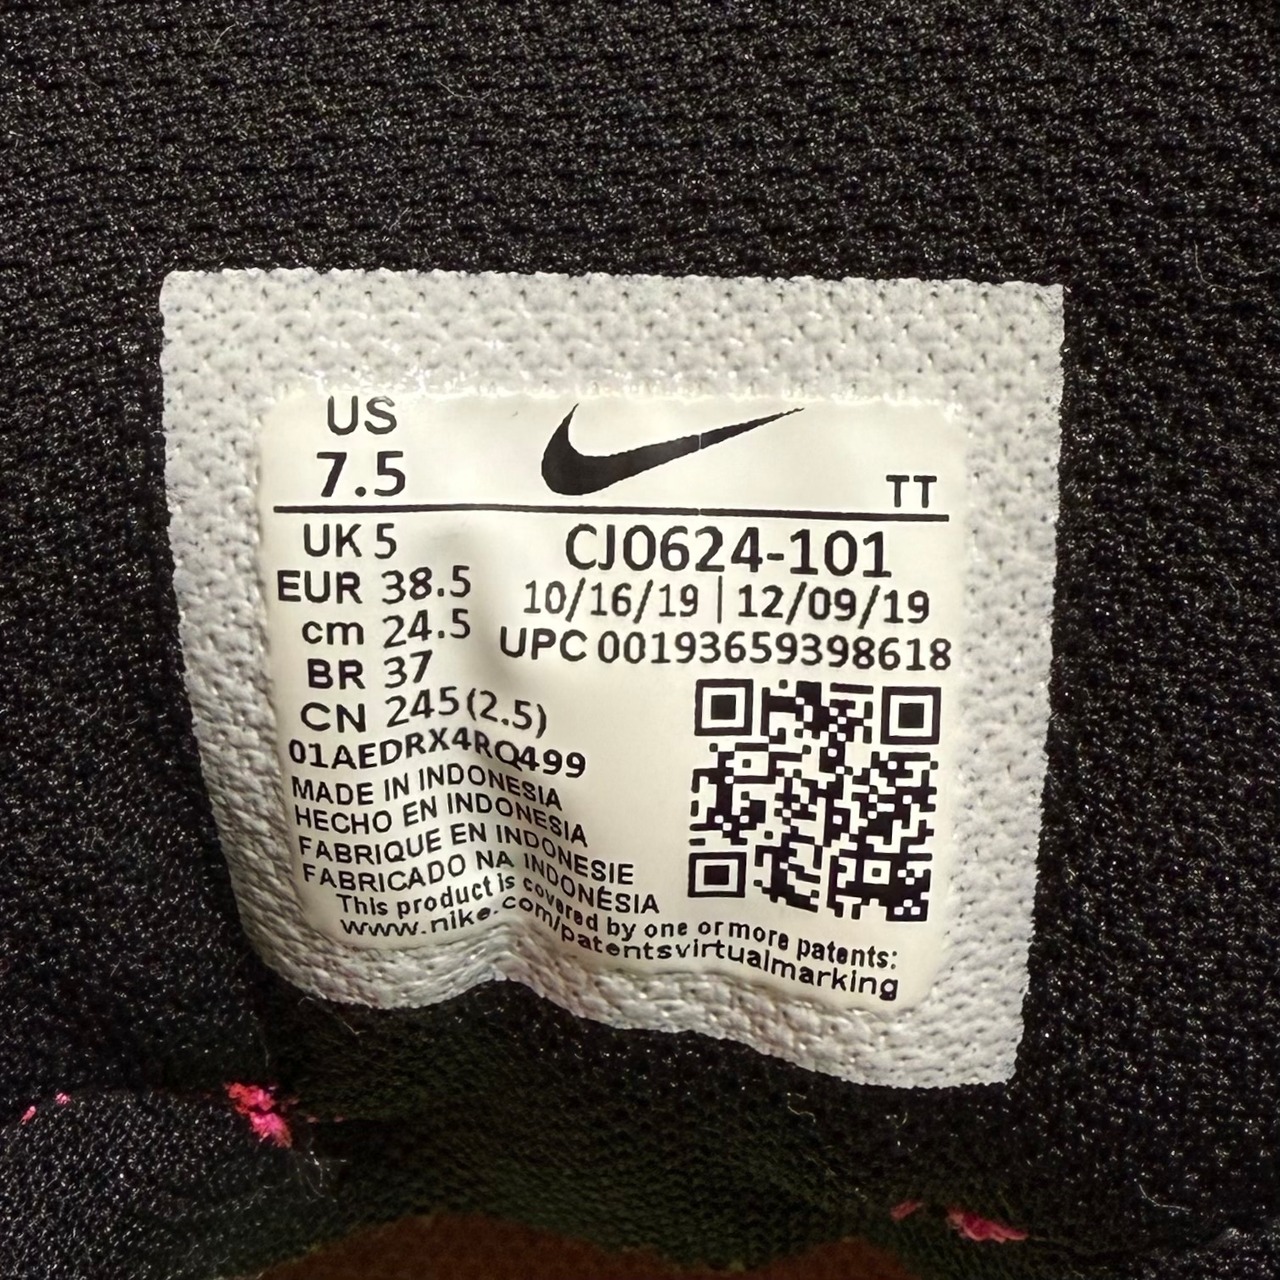 US
7.5
TT
UK 5
EUR 38.5
cm 24.5
BR 37
CN 245(2.5)
CJ0624-101
10/16/19 | 12/09/19
UPC 00193659398618
01AEDRX4RQ499
MADE IN INDONESIA
HECHO EN INDONESIA
FABRIQUE EN INDONESIE
FABRICADO NA INDONÉSIA
This product is covered by one or more patents:
www.nike.com/patentsvirtualmarking